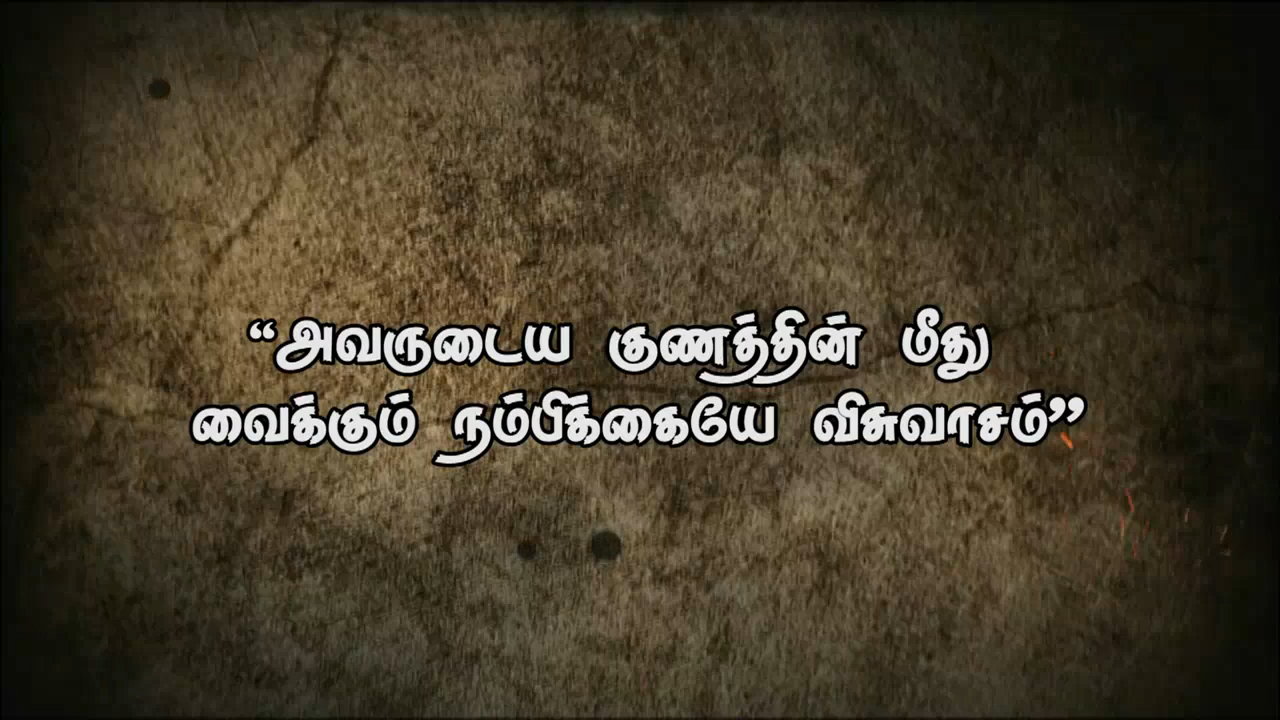 “அவருடைய குணத்தின் மீது
வைக்கும் நம்பிக்கையே விசுவாசம்”